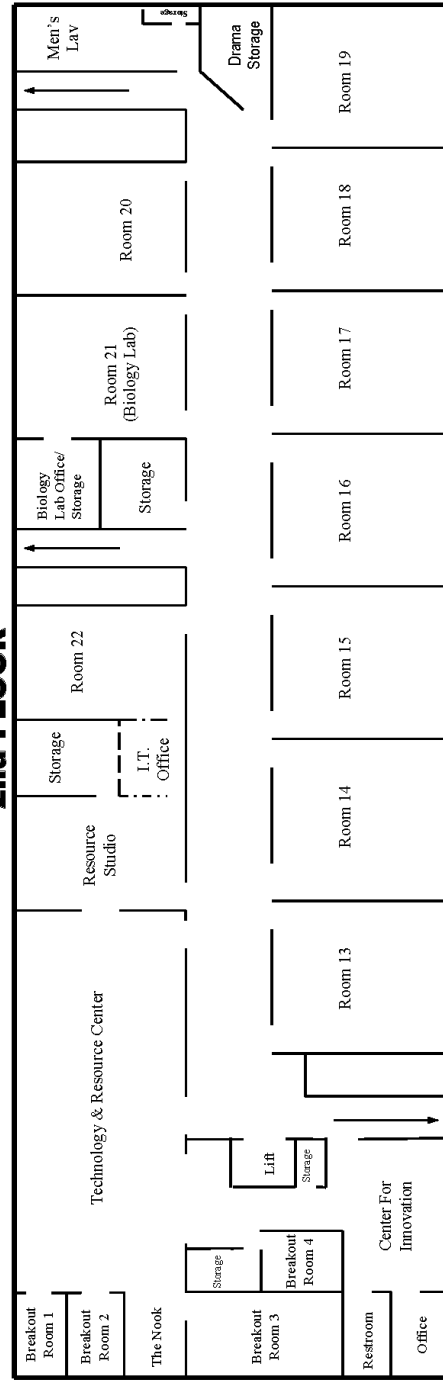 2nd FLOOR
Breakout
Room 1
Breakout
Room 2
The Nook
Technology & Resource Center
Resource
Studio
Storage
I.T.
Office
Room 22
Biology
Lab Office/
Storage
Storage
Room 21
(Biology Lab)
Room 20
Men's
Lav
Storage
Drama
Storage
Breakout
Room 3
Storage
Breakout
Room 4
Lift
Storage
Restroom
Office
Center For
Innovation
Room 13
Room 14
Room 15
Room 16
Room 17
Room 18
Room 19